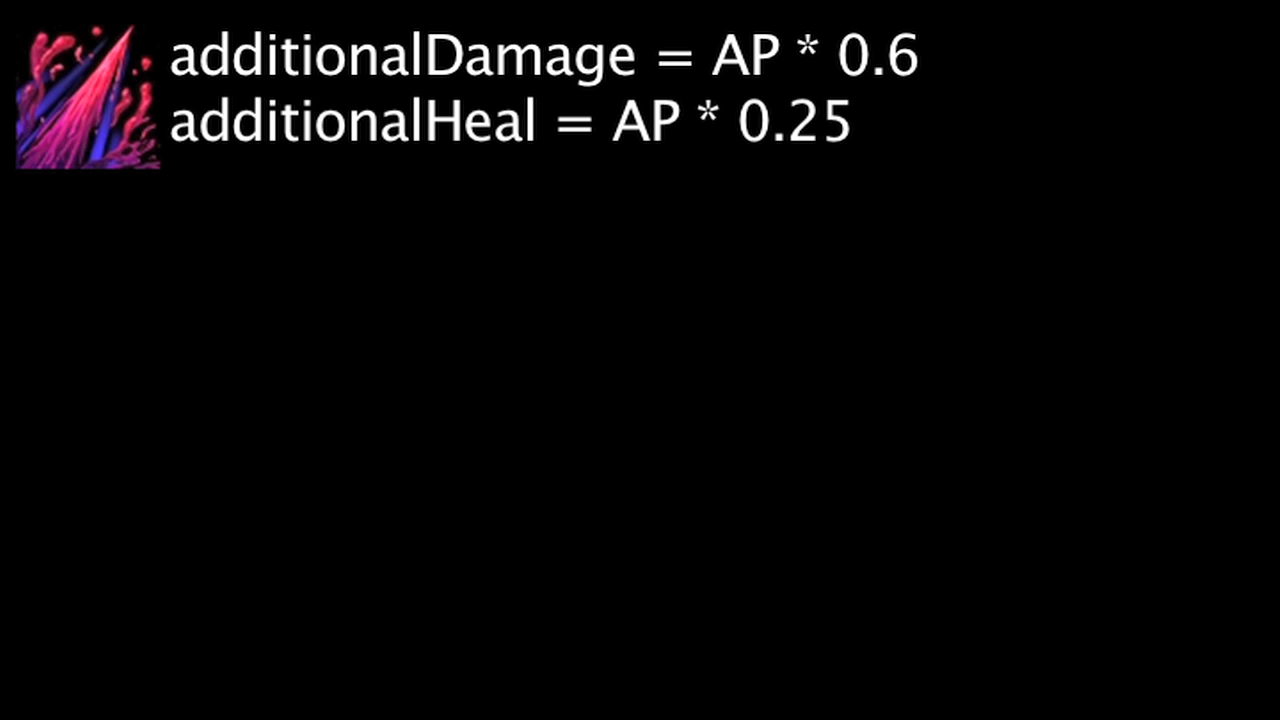 additionalDamage = AP * 0.6
additionalHeal = AP * 0.25